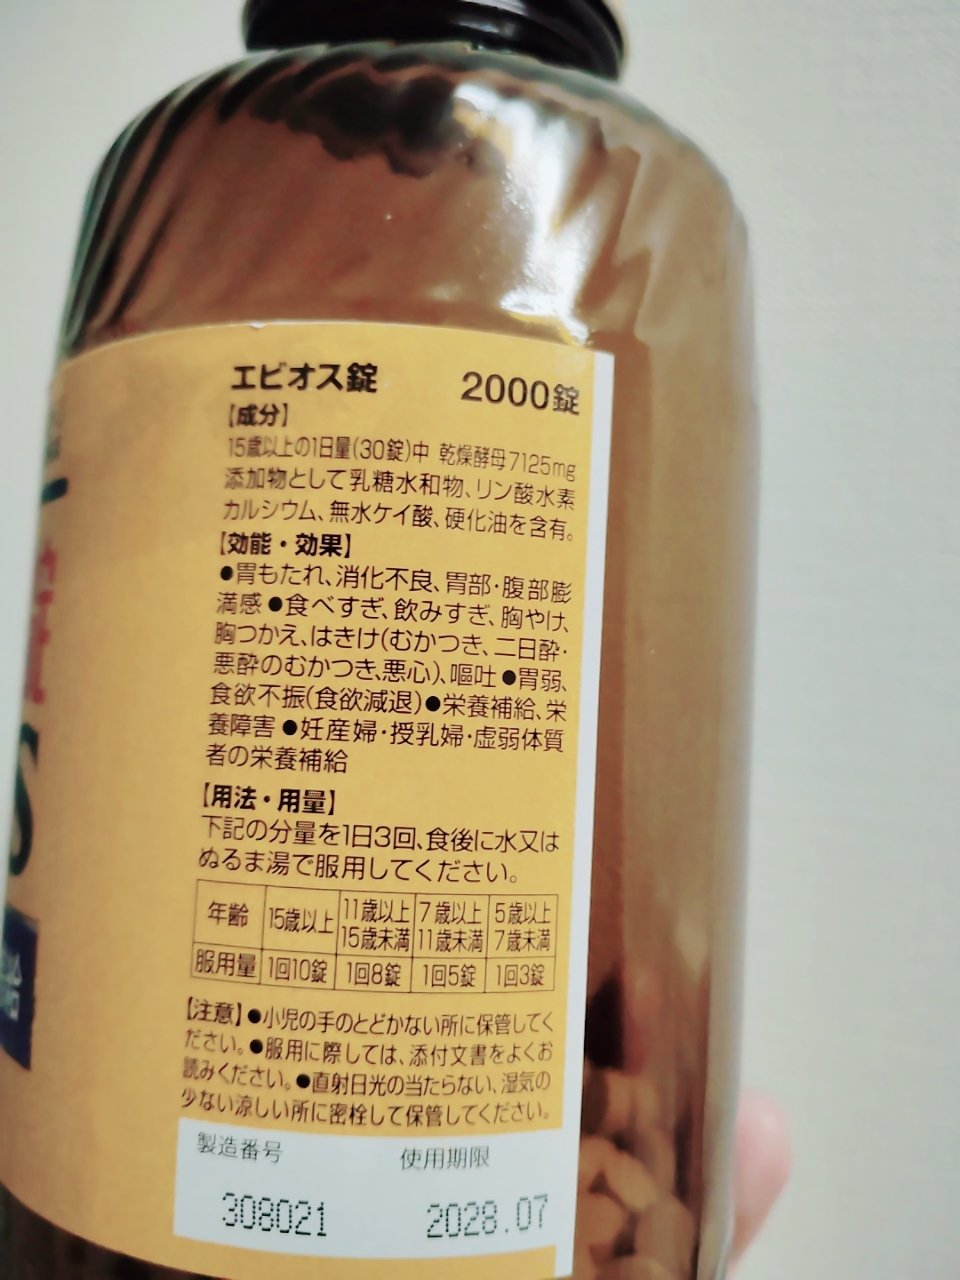 エビオス錠 2000錠
【成分】
15歳以上の1日量(30錠)中 乾燥酵母7125mg
添加物として乳糖水和物、リン酸水素
カルシウム、無水ケイ酸、硬化油を含有。
【効能・効果】
●胃もたれ、消化不良、胃部・腹部膨
満感●食べすぎ、飲みすぎ、胸やけ、
胸つかえ、はきけ(むかつき、二日酔・
悪酔のむかつき、悪心)、嘔吐●胃弱、
食欲不振(食欲減退)●栄養補給、栄
養障害●妊産婦・授乳婦・虚弱体質
者の栄養補給
【用法・用量】
下記の分量を1日3回、食後に水又は
ぬるま湯で服用してください。
年齢 15歳以上 11歳以上15歳未満 7歳以上11歳未満 5歳以上7歳未満
服用量 1回10錠 1回8錠 1回5錠 1回3錠
【注意】●小児の手のとどかない所に保管してく
ださい。●服用に際しては、添付文書をよくお
読みください。●直射日光の当たらない、湿気の
少ない涼しい所に密栓して保管してください。
製造番号 使用期限
308021 2028.07
S